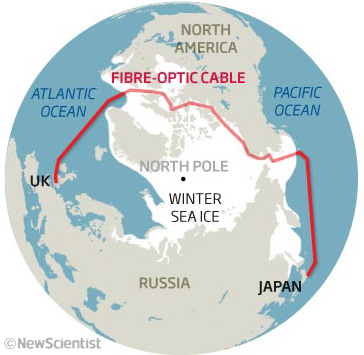 NORTH
AMERICA
FIBRE-OPTIC CABLE
ATLANTIC
OCEAN
PACIFIC
OCEAN
UK
NORTH POLE
WINTER
SEA ICE
RUSSIA
JAPAN
©NewScientist